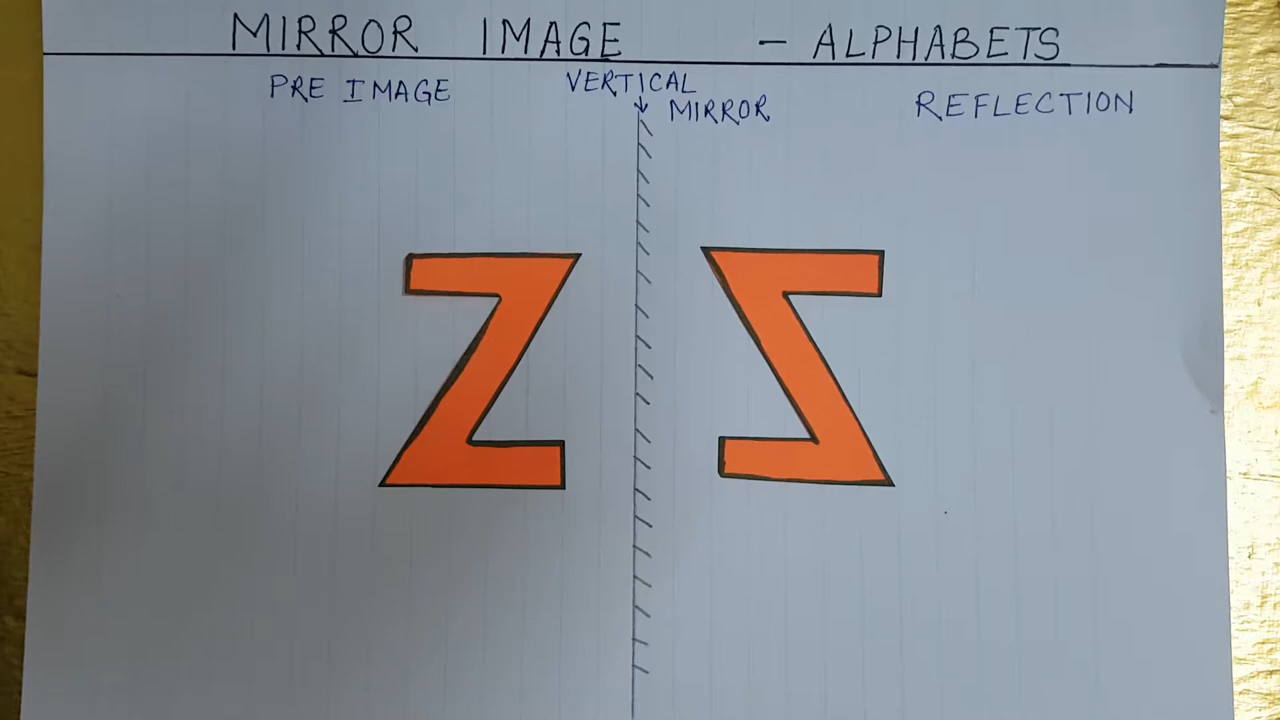 MIRROR IMAGE - ALPHABETS
PRE IMAGE
VERTICAL
MIRROR
REFLECTION
Z